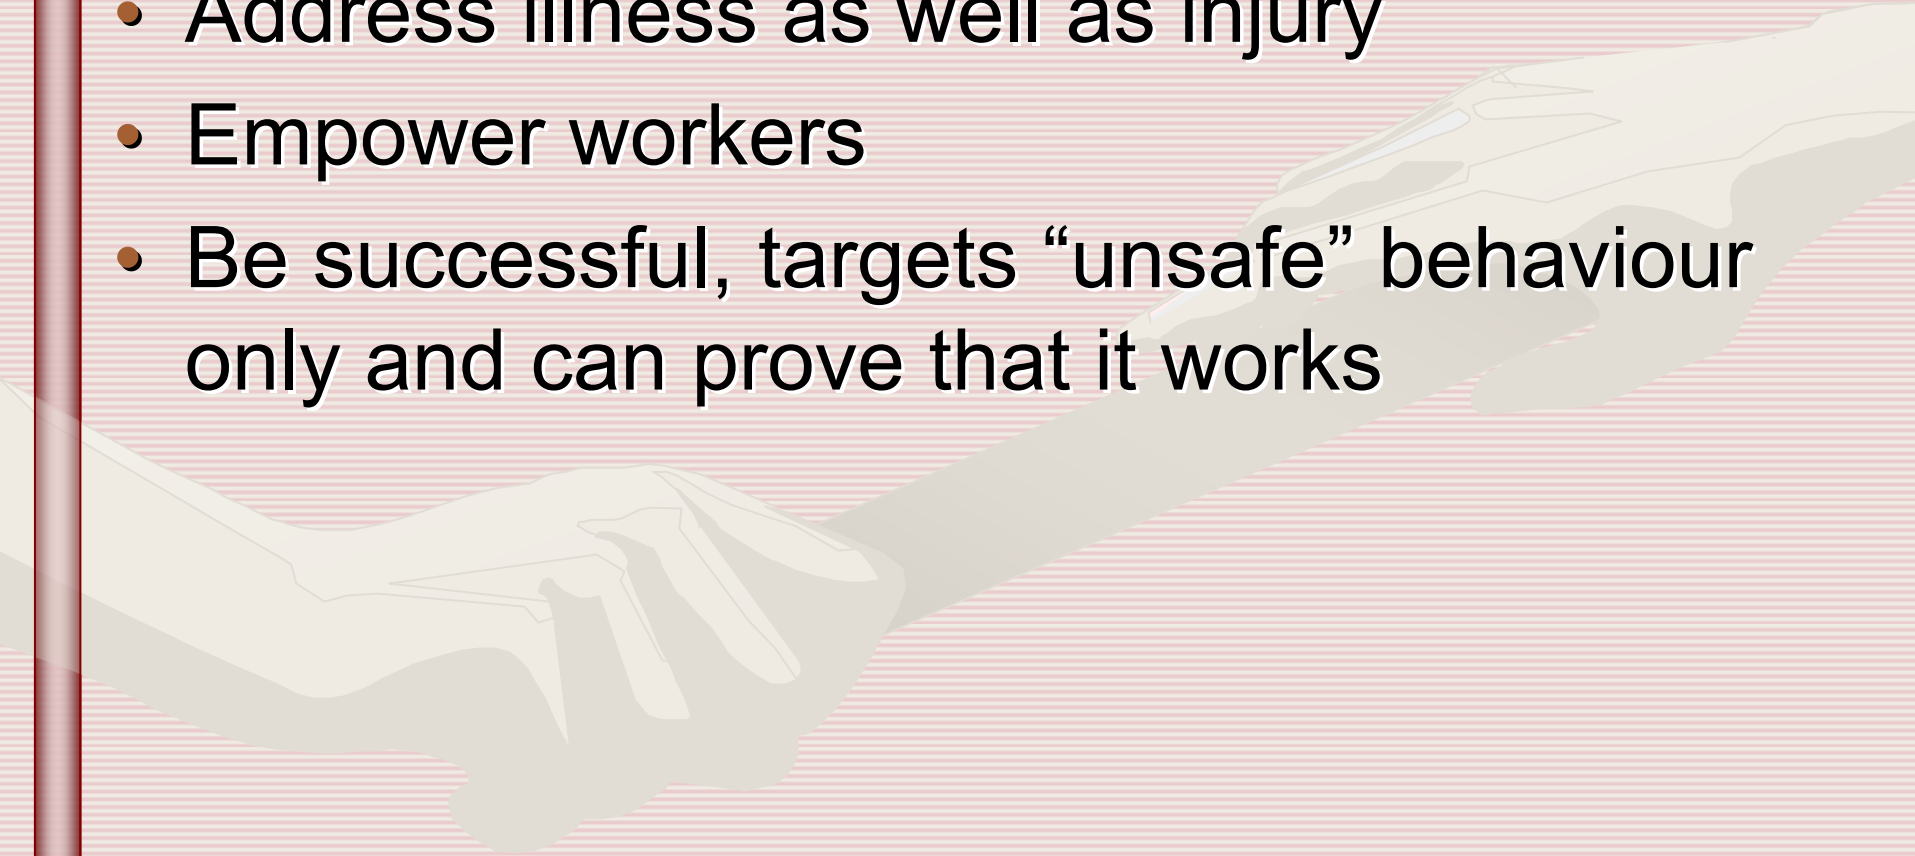 • Address illness as well as injury
• Empower workers
• Be successful, targets “unsafe” behaviour
only and can prove that it works